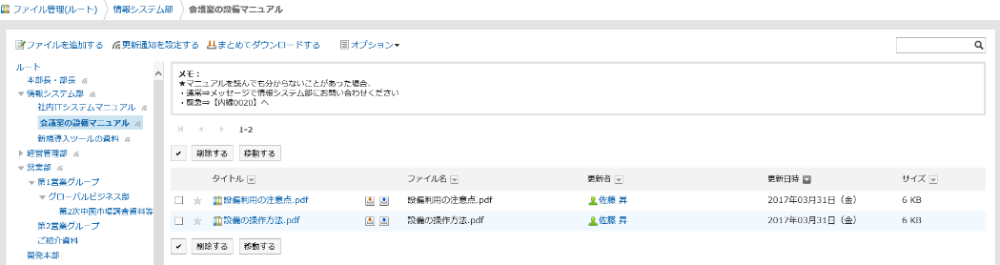 ファイル管理(ルート) 情報システム部 会議室の設備マニュアル
ファイルを追加する 更新通知を設定する まとめてダウンロードする オプション
ルート
本部長・部長
情報システム部
社内ITシステムマニュアル
会議室の設備マニュアル
新規導入ツールの資料
経営管理部
営業部
第1営業グループ
グローバルビジネス部
第2次中国市場調査資料等
第2営業グループ
ご紹介資料
開発本部
メモ：
★マニュアルを読んでも分からないことがあった場合、
・通常⇒メッセージで情報システム部にお問い合わせください
・緊急⇒【内線0020】へ
1-2
削除する 移動する
タイトル ファイル名 更新者 更新日時 サイズ
設備利用の注意点.pdf 設備利用の注意点.pdf 佐藤 昇 2017年03月31日（金） 6 KB
設備の操作方法.pdf 設備の操作方法.pdf 佐藤 昇 2017年03月31日（金） 6 KB
削除する 移動する